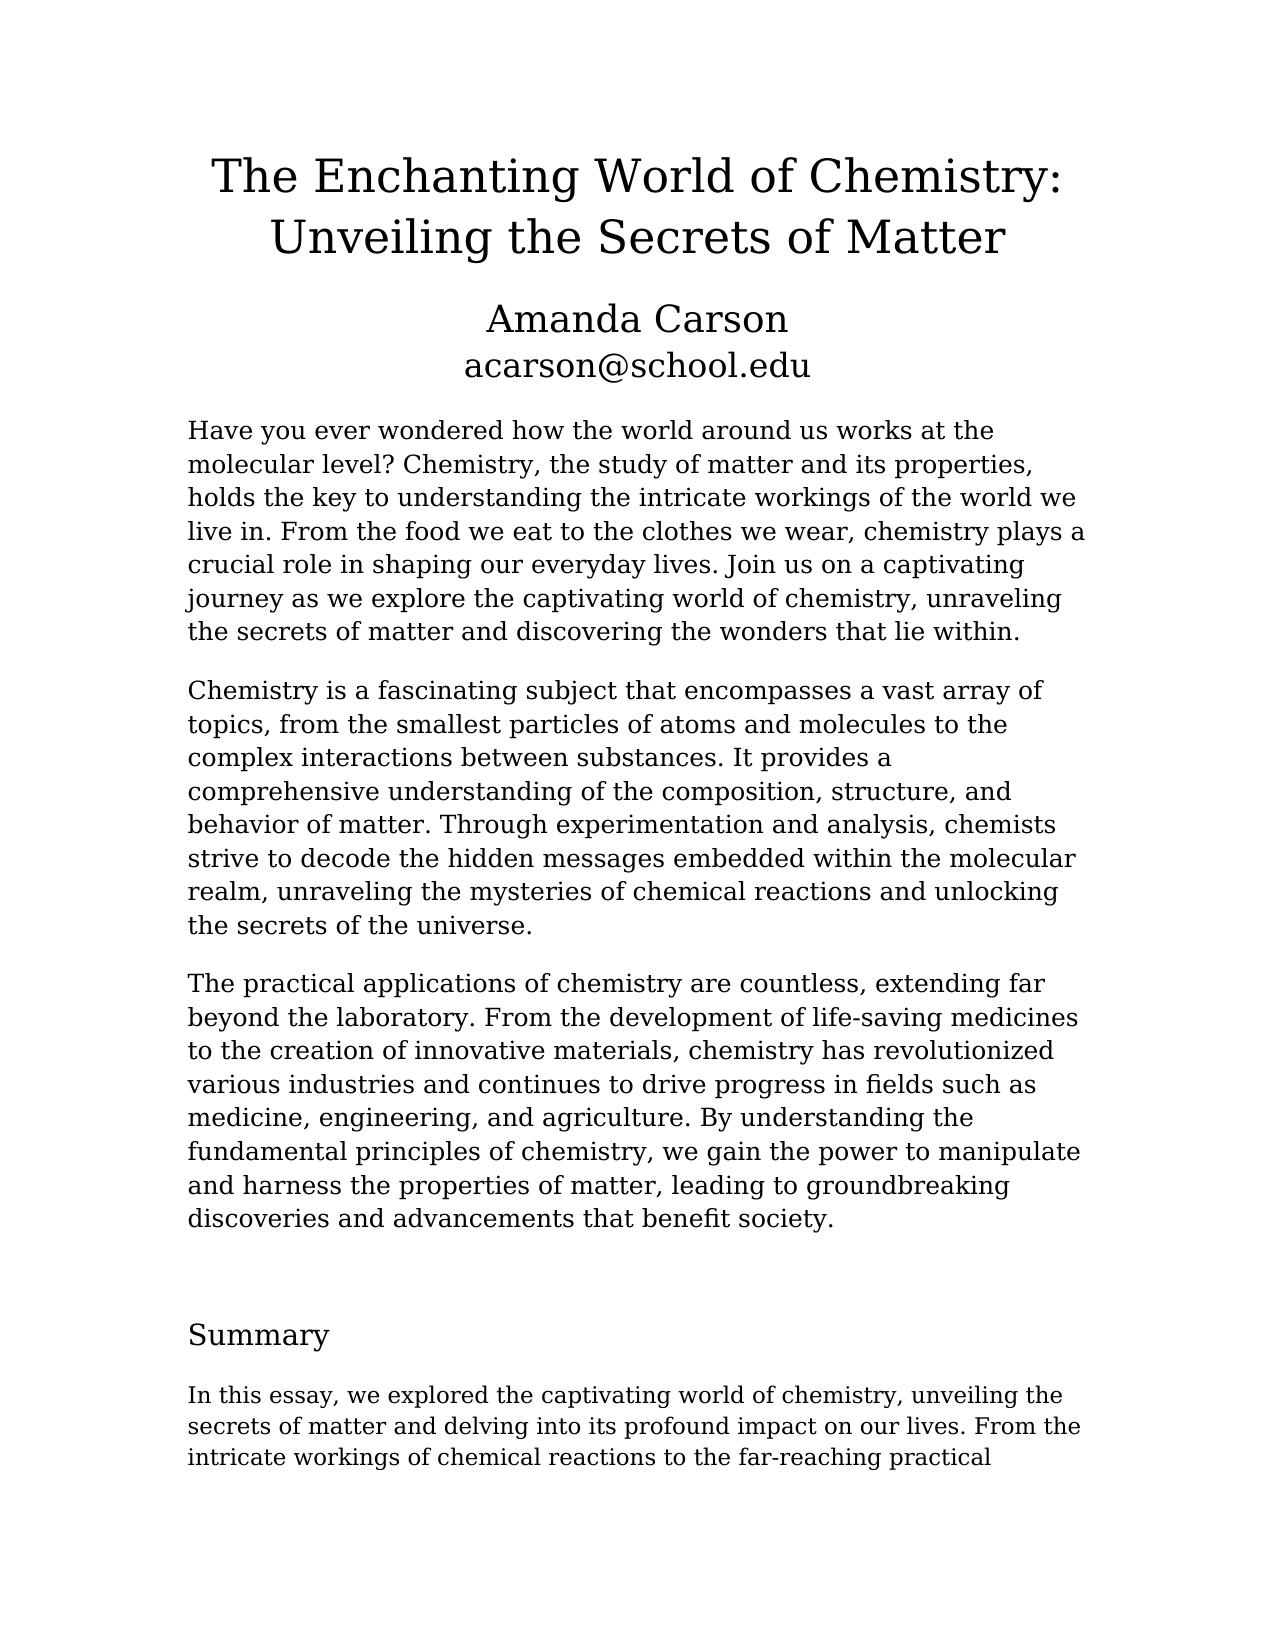 The Enchanting World of Chemistry:
Unveiling the Secrets of Matter
Amanda Carson
acarson@school.edu
Have you ever wondered how the world around us works at the
molecular level? Chemistry, the study of matter and its properties,
holds the key to understanding the intricate workings of the world we
live in. From the food we eat to the clothes we wear, chemistry plays a
crucial role in shaping our everyday lives. Join us on a captivating
journey as we explore the captivating world of chemistry, unraveling
the secrets of matter and discovering the wonders that lie within.
Chemistry is a fascinating subject that encompasses a vast array of
topics, from the smallest particles of atoms and molecules to the
complex interactions between substances. It provides a
comprehensive understanding of the composition, structure, and
behavior of matter. Through experimentation and analysis, chemists
strive to decode the hidden messages embedded within the molecular
realm, unraveling the mysteries of chemical reactions and unlocking
the secrets of the universe.
The practical applications of chemistry are countless, extending far
beyond the laboratory. From the development of life-saving medicines
to the creation of innovative materials, chemistry has revolutionized
various industries and continues to drive progress in fields such as
medicine, engineering, and agriculture. By understanding the
fundamental principles of chemistry, we gain the power to manipulate
and harness the properties of matter, leading to groundbreaking
discoveries and advancements that benefit society.
Summary
In this essay, we explored the captivating world of chemistry, unveiling the
secrets of matter and delving into its profound impact on our lives. From the
intricate workings of chemical reactions to the far-reaching practical